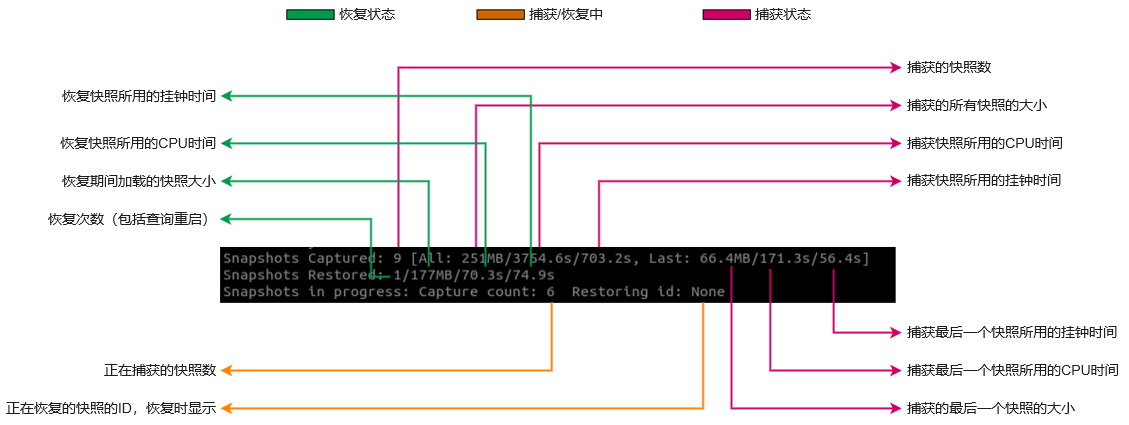 恢复状态
捕获/恢复中
捕获状态
捕获的快照数
恢复快照所用的挂钟时间
捕获的所有快照的大小
恢复快照所用的CPU时间
捕获快照所用的CPU时间
恢复期间加载的快照大小
捕获快照所用的挂钟时间
恢复次数（包括查询重启）
Snapshots Captured: 9 [All: 251MB/3754.6s/703.2s, Last: 66.4MB/171.3s/56.4s]
Snapshots Restored: 1/177MB/70.3s/74.9s
Snapshots in progress: Capture count: 6  Restoring id: None
捕获最后一个快照所用的挂钟时间
正在捕获的快照数
捕获最后一个快照所用的CPU时间
正在恢复的快照的ID，恢复时显示
捕获的最后一个快照的大小